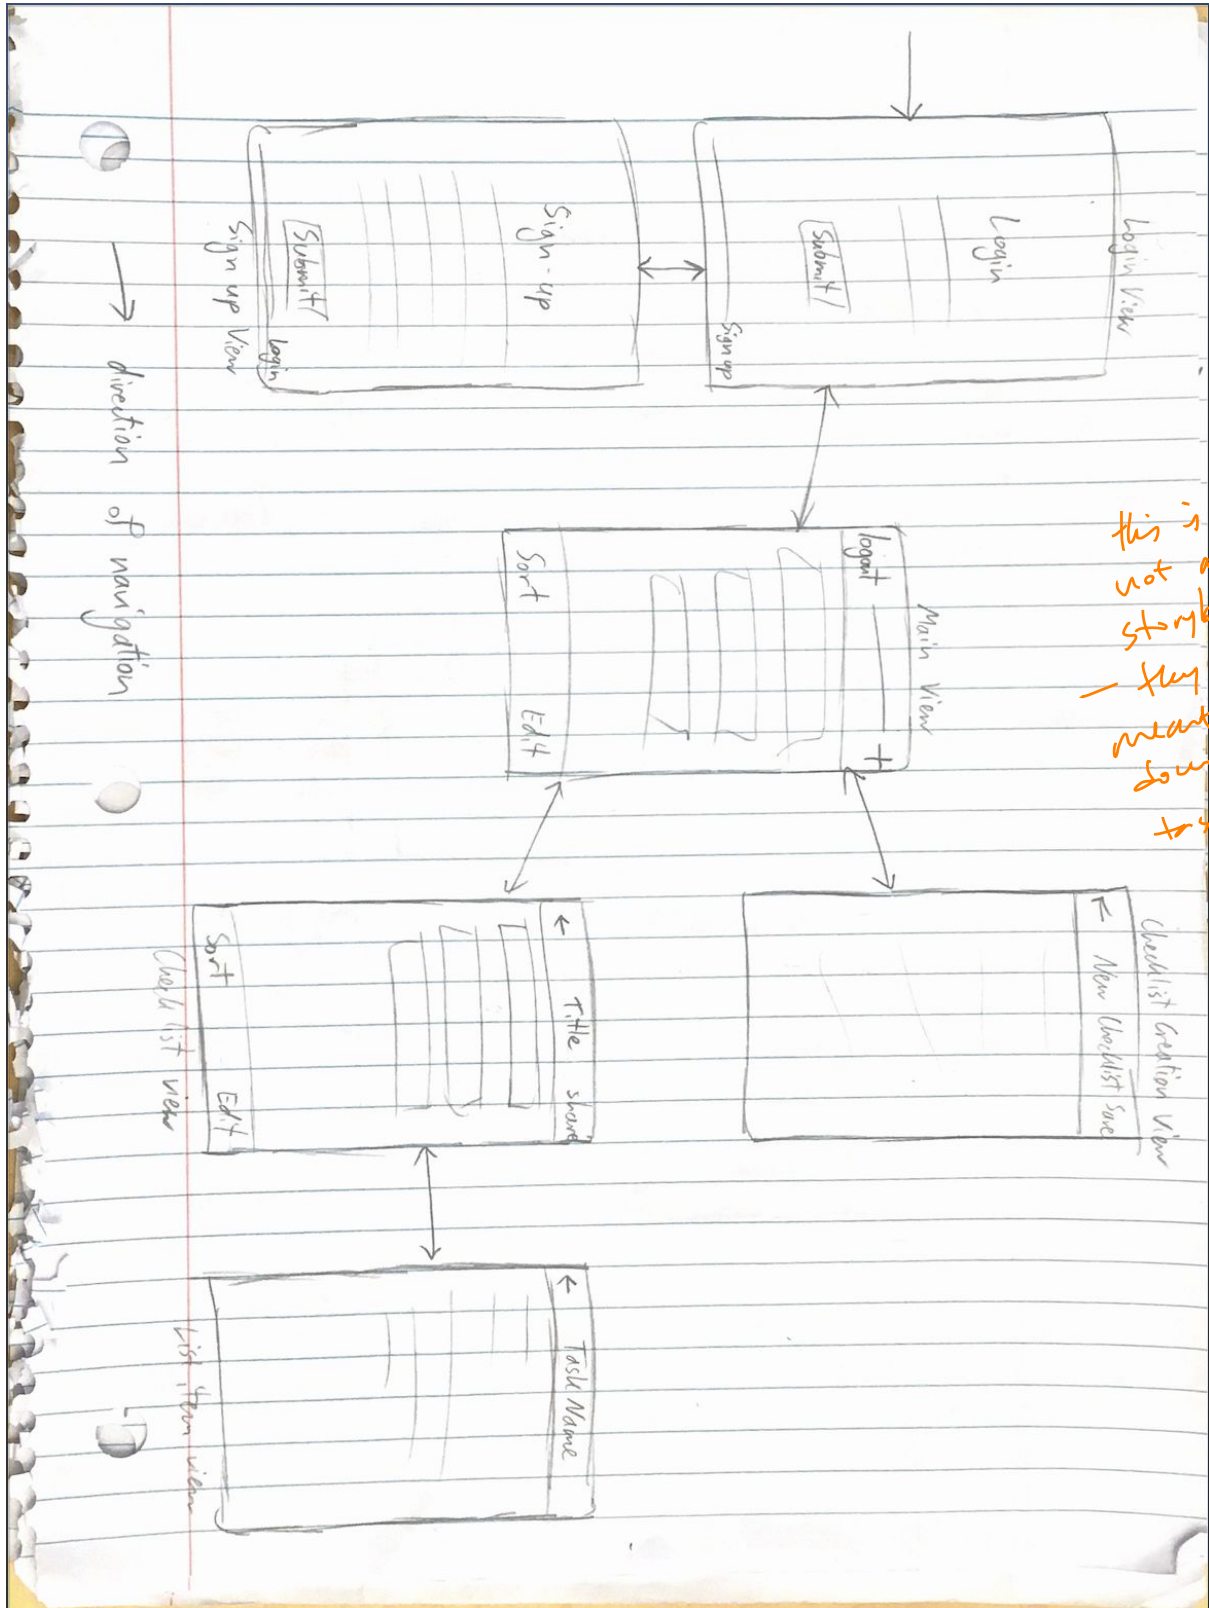 Login View
Login
Submit
Sign up
Sign-up
Submit
Login
Sign up View
Main View
logout +
Sort Edit
Checklist Creation View
← New Checklist Save
← Title share
Sort Edit
Checklist view
← Task Name
List item view
→ direction of navigation
this is
not
— they
meant